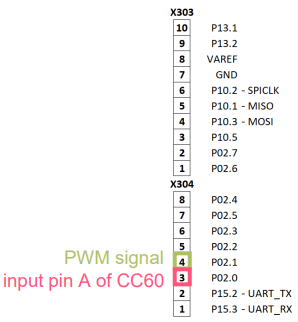 X303
10 P13.1
9 P13.2
8 VAREF
7 GND
6 P10.2 - SPICLK
5 P10.1 - MISO
4 P10.3 - MOSI
3 P10.5
2 P02.7
1 P02.6
X304
8 P02.4
7 P02.5
6 P02.3
5 P02.2
PWM signal 4 P02.1
input pin A of CC60 3 P02.0
2 P15.2 - UART_TX
1 P15.3 - UART_RX